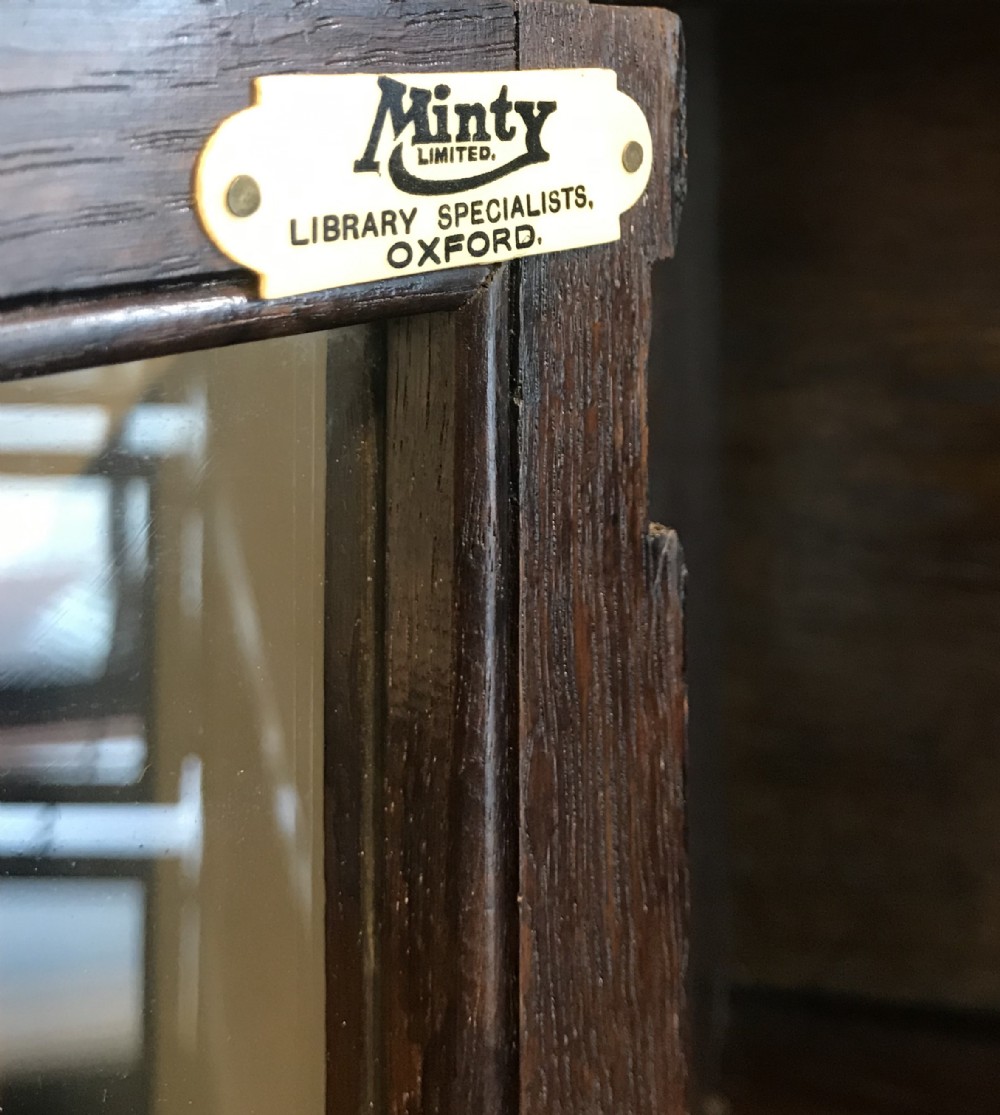 Minty
LIMITED.
LIBRARY SPECIALISTS,
OXFORD.